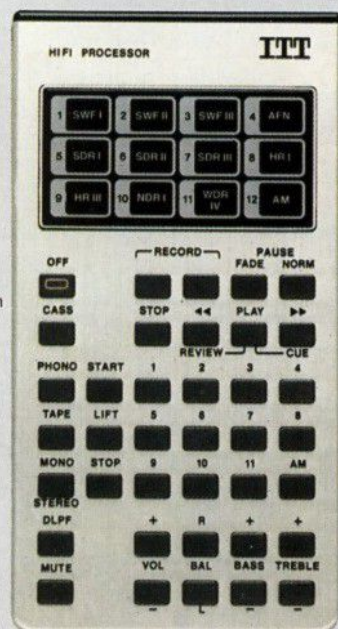 HIFI PROCESSOR ITT
1 SWF I 2 SWF II 3 SWF III 4 AFN
5 SDR I 6 SDR II 7 SDR III 8 HR I
9 HR III 10 NDR I 11 WDR IV 12 AM
OFF RECORD PAUSE
FADE NORM
CASS STOP ◀◀ PLAY ▶▶
REVIEW CUE
PHONO START 1 2 3 4
TAPE LIFT 5 6 7 8
MONO STOP 9 10 11 AM
STEREO
DLPF + R + +
MUTE VOL BAL BASS TREBLE
− L − −